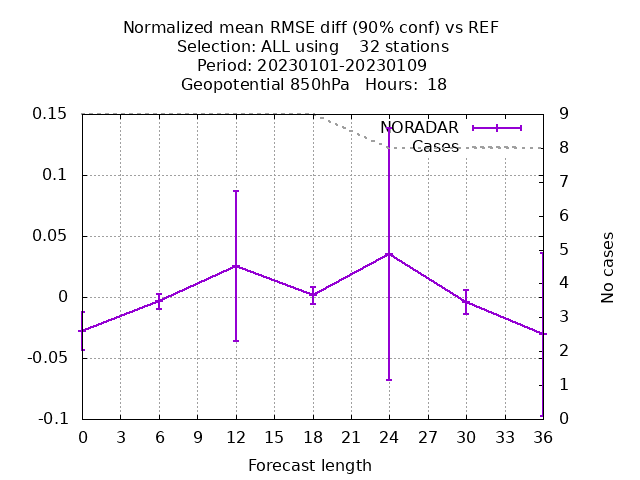 Normalized mean RMSE diff (90% conf) vs REF
Selection: ALL using    32 stations
Period: 20230101-20230109
Geopotential 850hPa   Hours:  18
NORADAR
Cases
0.15
0.1
0.05
0
-0.05
-0.1
9
8
7
6
5
4
3
2
1
0
No cases
0 3 6 9 12 15 18 21 24 27 30 33 36
Forecast length